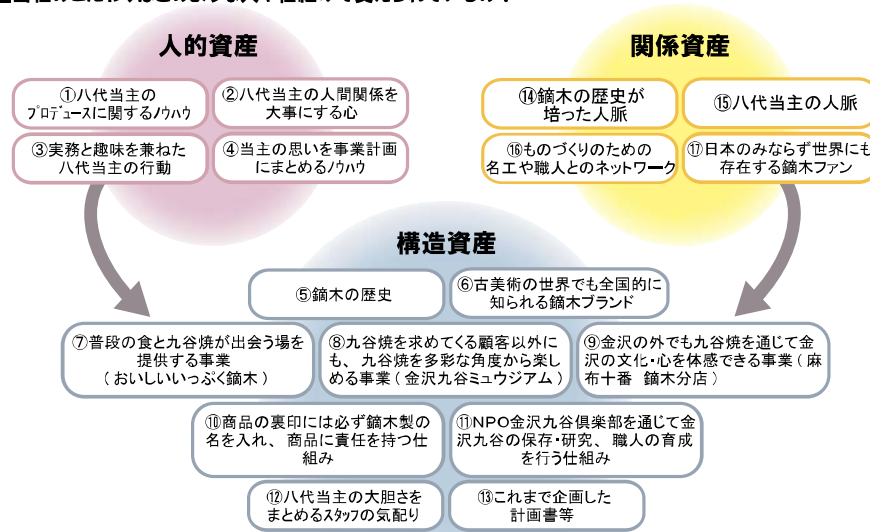 人的資産
関係資産
①八代当主の
プロデュースに関するノウハウ
②八代当主の人間関係を
大事にする心
③実務と趣味を兼ねた
八代当主の行動
④当主の思いを事業計画
にまとめるノウハウ
⑭鏑木の歴史が
培った人脈
⑮八代当主の人脈
⑯ものづくりのための
名工や職人とのネットワーク
⑰日本のみならず世界にも
存在する鏑木ファン
構造資産
⑤鏑木の歴史
⑥古美術の世界でも全国的に
知られる鏑木ブランド
⑦普段の食と九谷焼が出会う場を
提供する事業
(おいしいいっぷく鏑木)
⑧九谷焼を求めてくる顧客以外に
も、九谷焼を多彩な角度から楽し
める事業(金沢九谷ミュウジアム)
⑨金沢の外でも九谷焼を通じて金
沢の文化・心を体感できる事業(麻
布十番 鏑木分店)
⑩商品の裏印には必ず鏑木製の
名を入れ、商品に責任を持つ仕
組み
⑪NPO金沢九谷倶楽部を通じて金
沢九谷の保存・研究、職人の育成
を行う仕組み
⑫八代当主の大胆さを
まとめるスタッフの気配り
⑬これまで企画した
計画書等